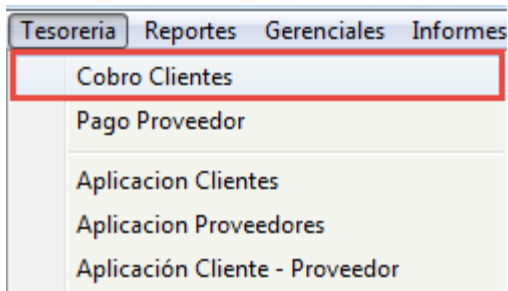 Tesoreria Reportes Gerenciales Informes
Cobro Clientes
Pago Proveedor
Aplicacion Clientes
Aplicacion Proveedores
Aplicación Cliente - Proveedor